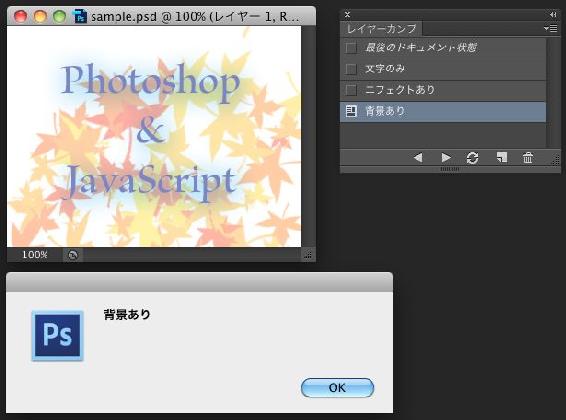 sample.psd @ 100% (レイヤー 1, R...
Photoshop
&
JavaScript
100%
レイヤーカンプ
最後のドキュメント状態
文字のみ
ニフェクトあり
背景あり
Ps
背景あり
OK